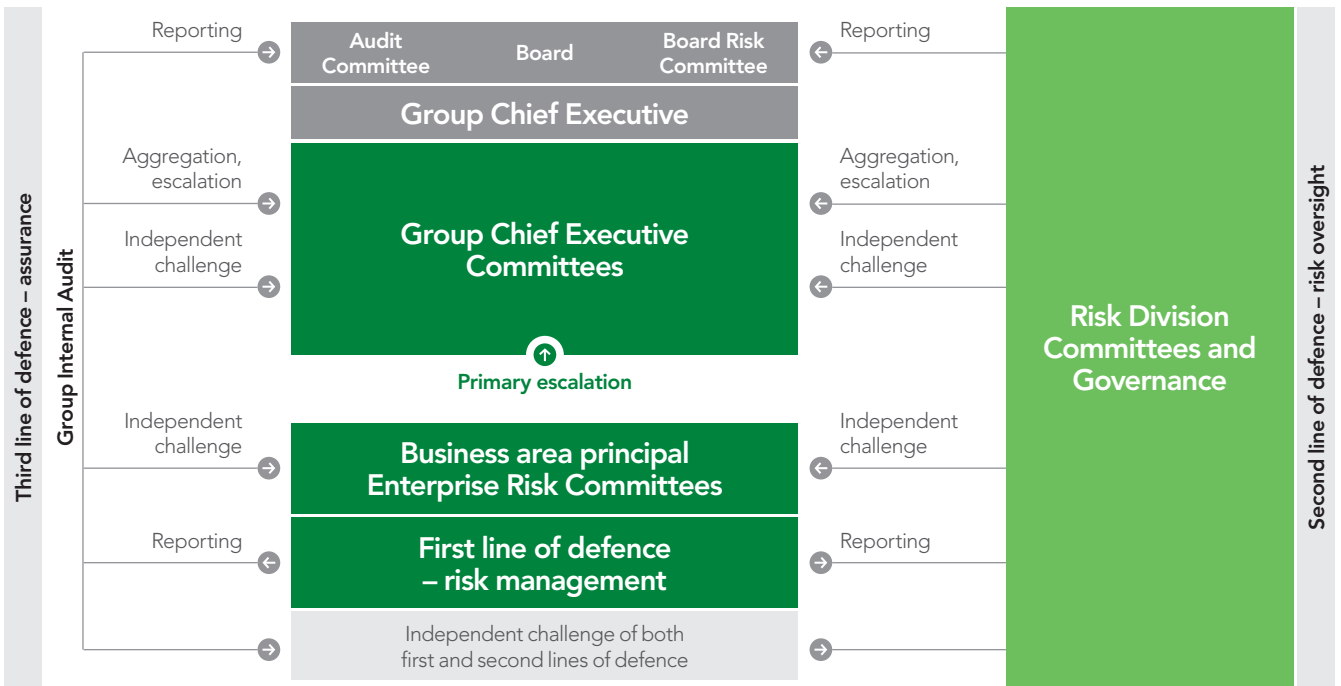 Third line of defence – assurance
Group Internal Audit
Reporting
Aggregation,
escalation
Independent
challenge
Independent
challenge
Reporting
Audit
Committee
Board
Board Risk
Committee
Group Chief Executive
Group Chief Executive
Committees
Primary escalation
Business area principal
Enterprise Risk Committees
First line of defence
– risk management
Independent challenge of both
first and second lines of defence
Reporting
Aggregation,
escalation
Independent
challenge
Independent
challenge
Reporting
Risk Division
Committees and
Governance
Second line of defence – risk oversight